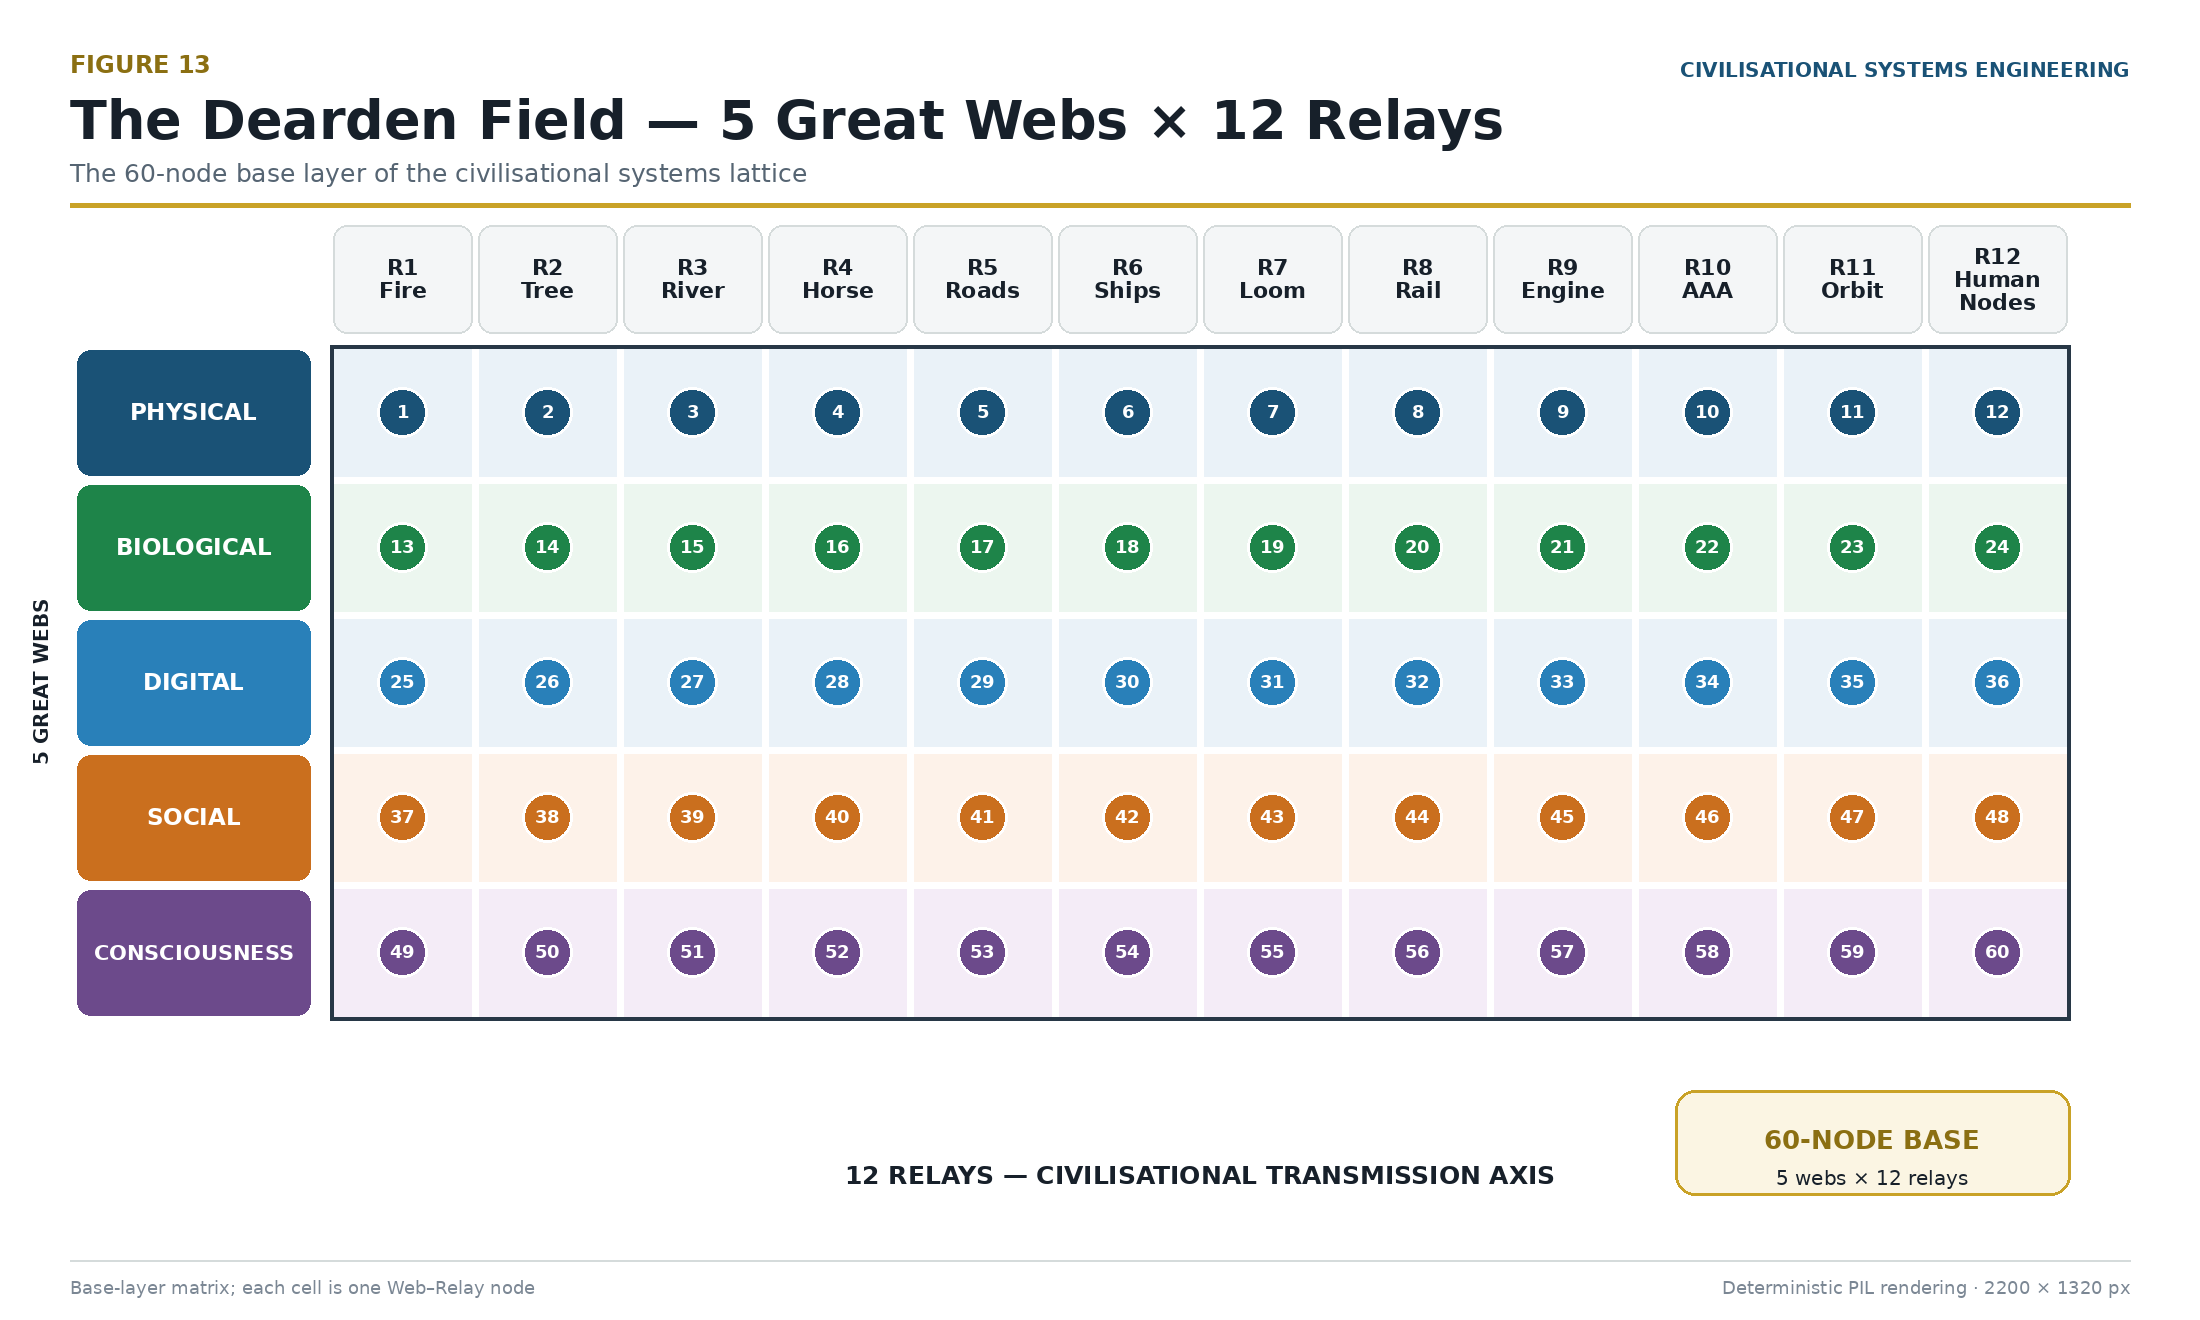 FIGURE 13
CIVILISATIONAL SYSTEMS ENGINEERING
The Dearden Field — 5 Great Webs × 12 Relays
The 60-node base layer of the civilisational systems lattice
R1
Fire
R2
Tree
R3
River
R4
Horse
R5
Roads
R6
Ships
R7
Loom
R8
Rail
R9
Engine
R10
AAA
R11
Orbit
R12
Human
Nodes
5 GREAT WEBS
PHYSICAL
1 2 3 4 5 6 7 8 9 10 11 12
BIOLOGICAL
13 14 15 16 17 18 19 20 21 22 23 24
DIGITAL
25 26 27 28 29 30 31 32 33 34 35 36
SOCIAL
37 38 39 40 41 42 43 44 45 46 47 48
CONSCIOUSNESS
49 50 51 52 53 54 55 56 57 58 59 60
12 RELAYS — CIVILISATIONAL TRANSMISSION AXIS
60-NODE BASE
5 webs × 12 relays
Base-layer matrix; each cell is one Web–Relay node
Deterministic PIL rendering · 2200 × 1320 px